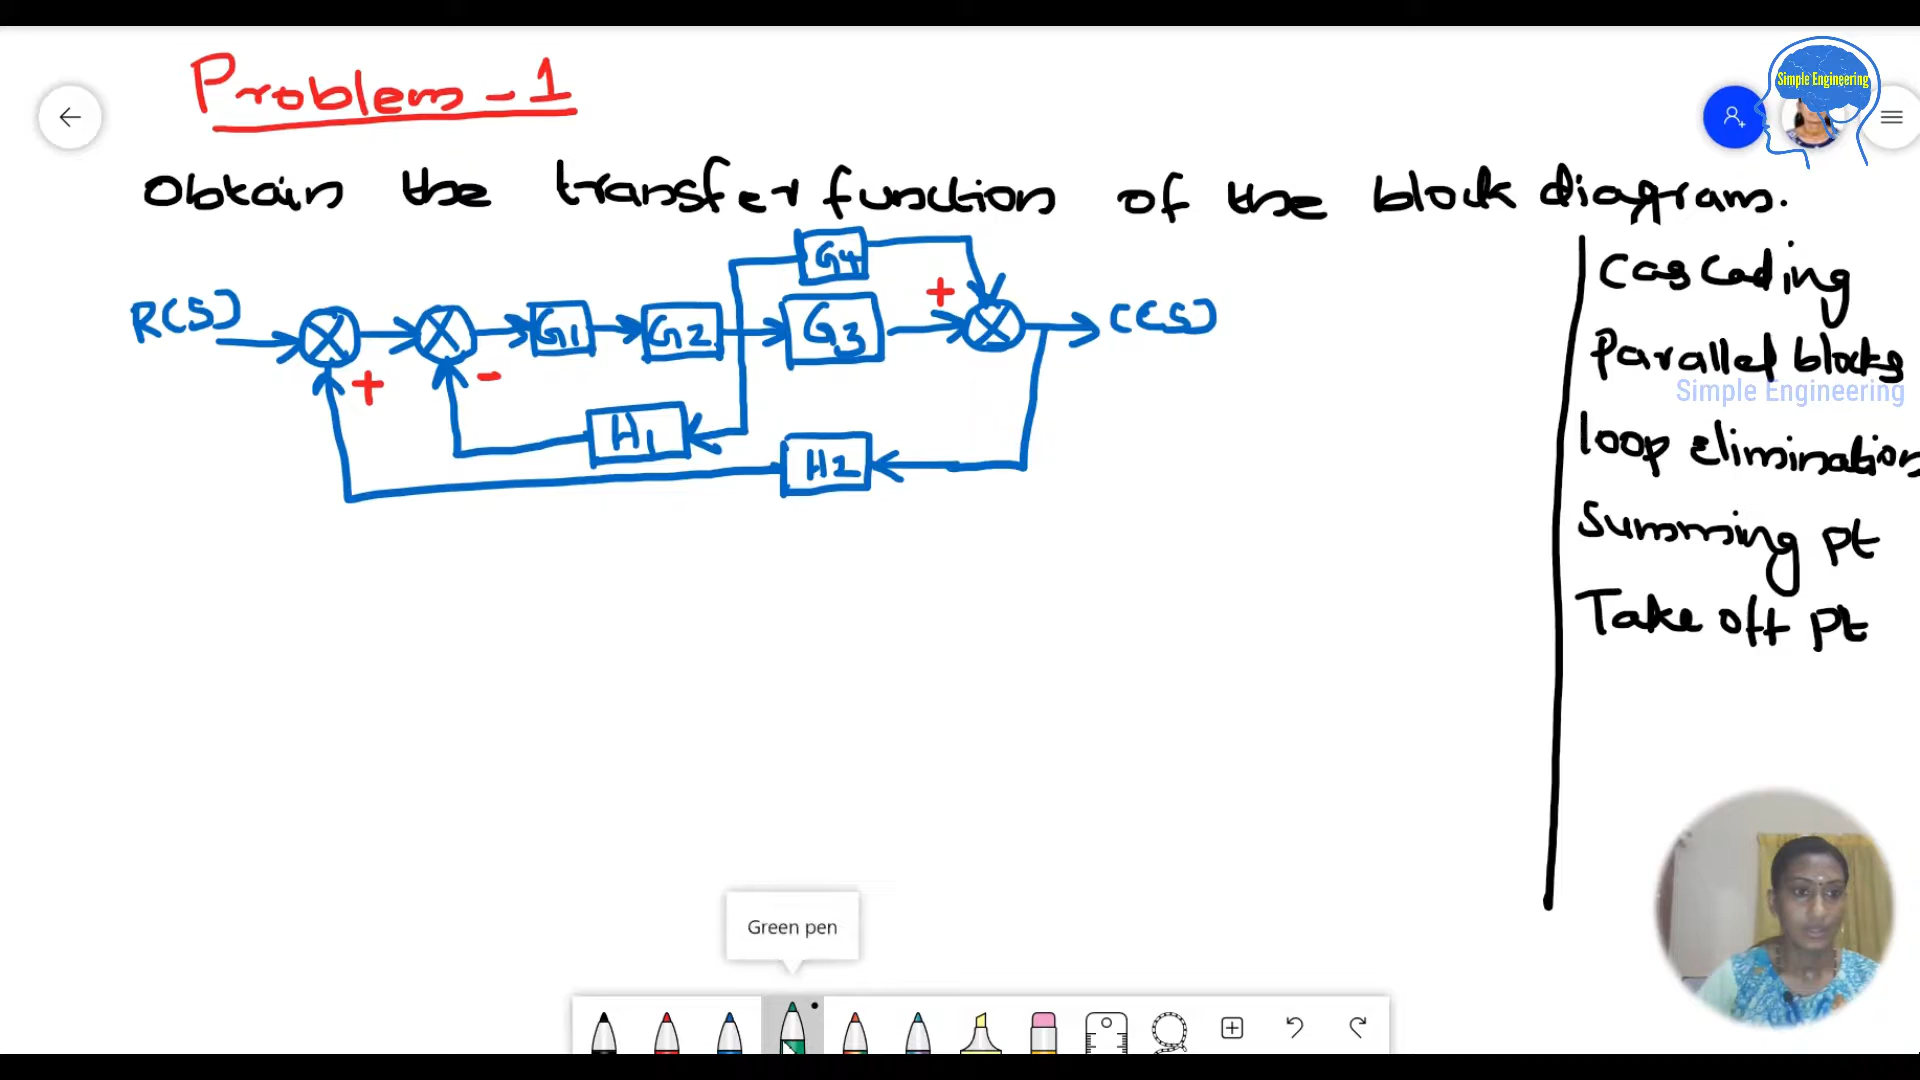 Problem - 1
Simple Engineering
Obtain the transfer function of the block diagram.
G4
Cascading
R(S)
+
C(S)
G1
G2
G3
Parallel blocks
Simple Engineering
+
-
H1
H2
loop elimination
Summing pt
Take off pt
Green pen